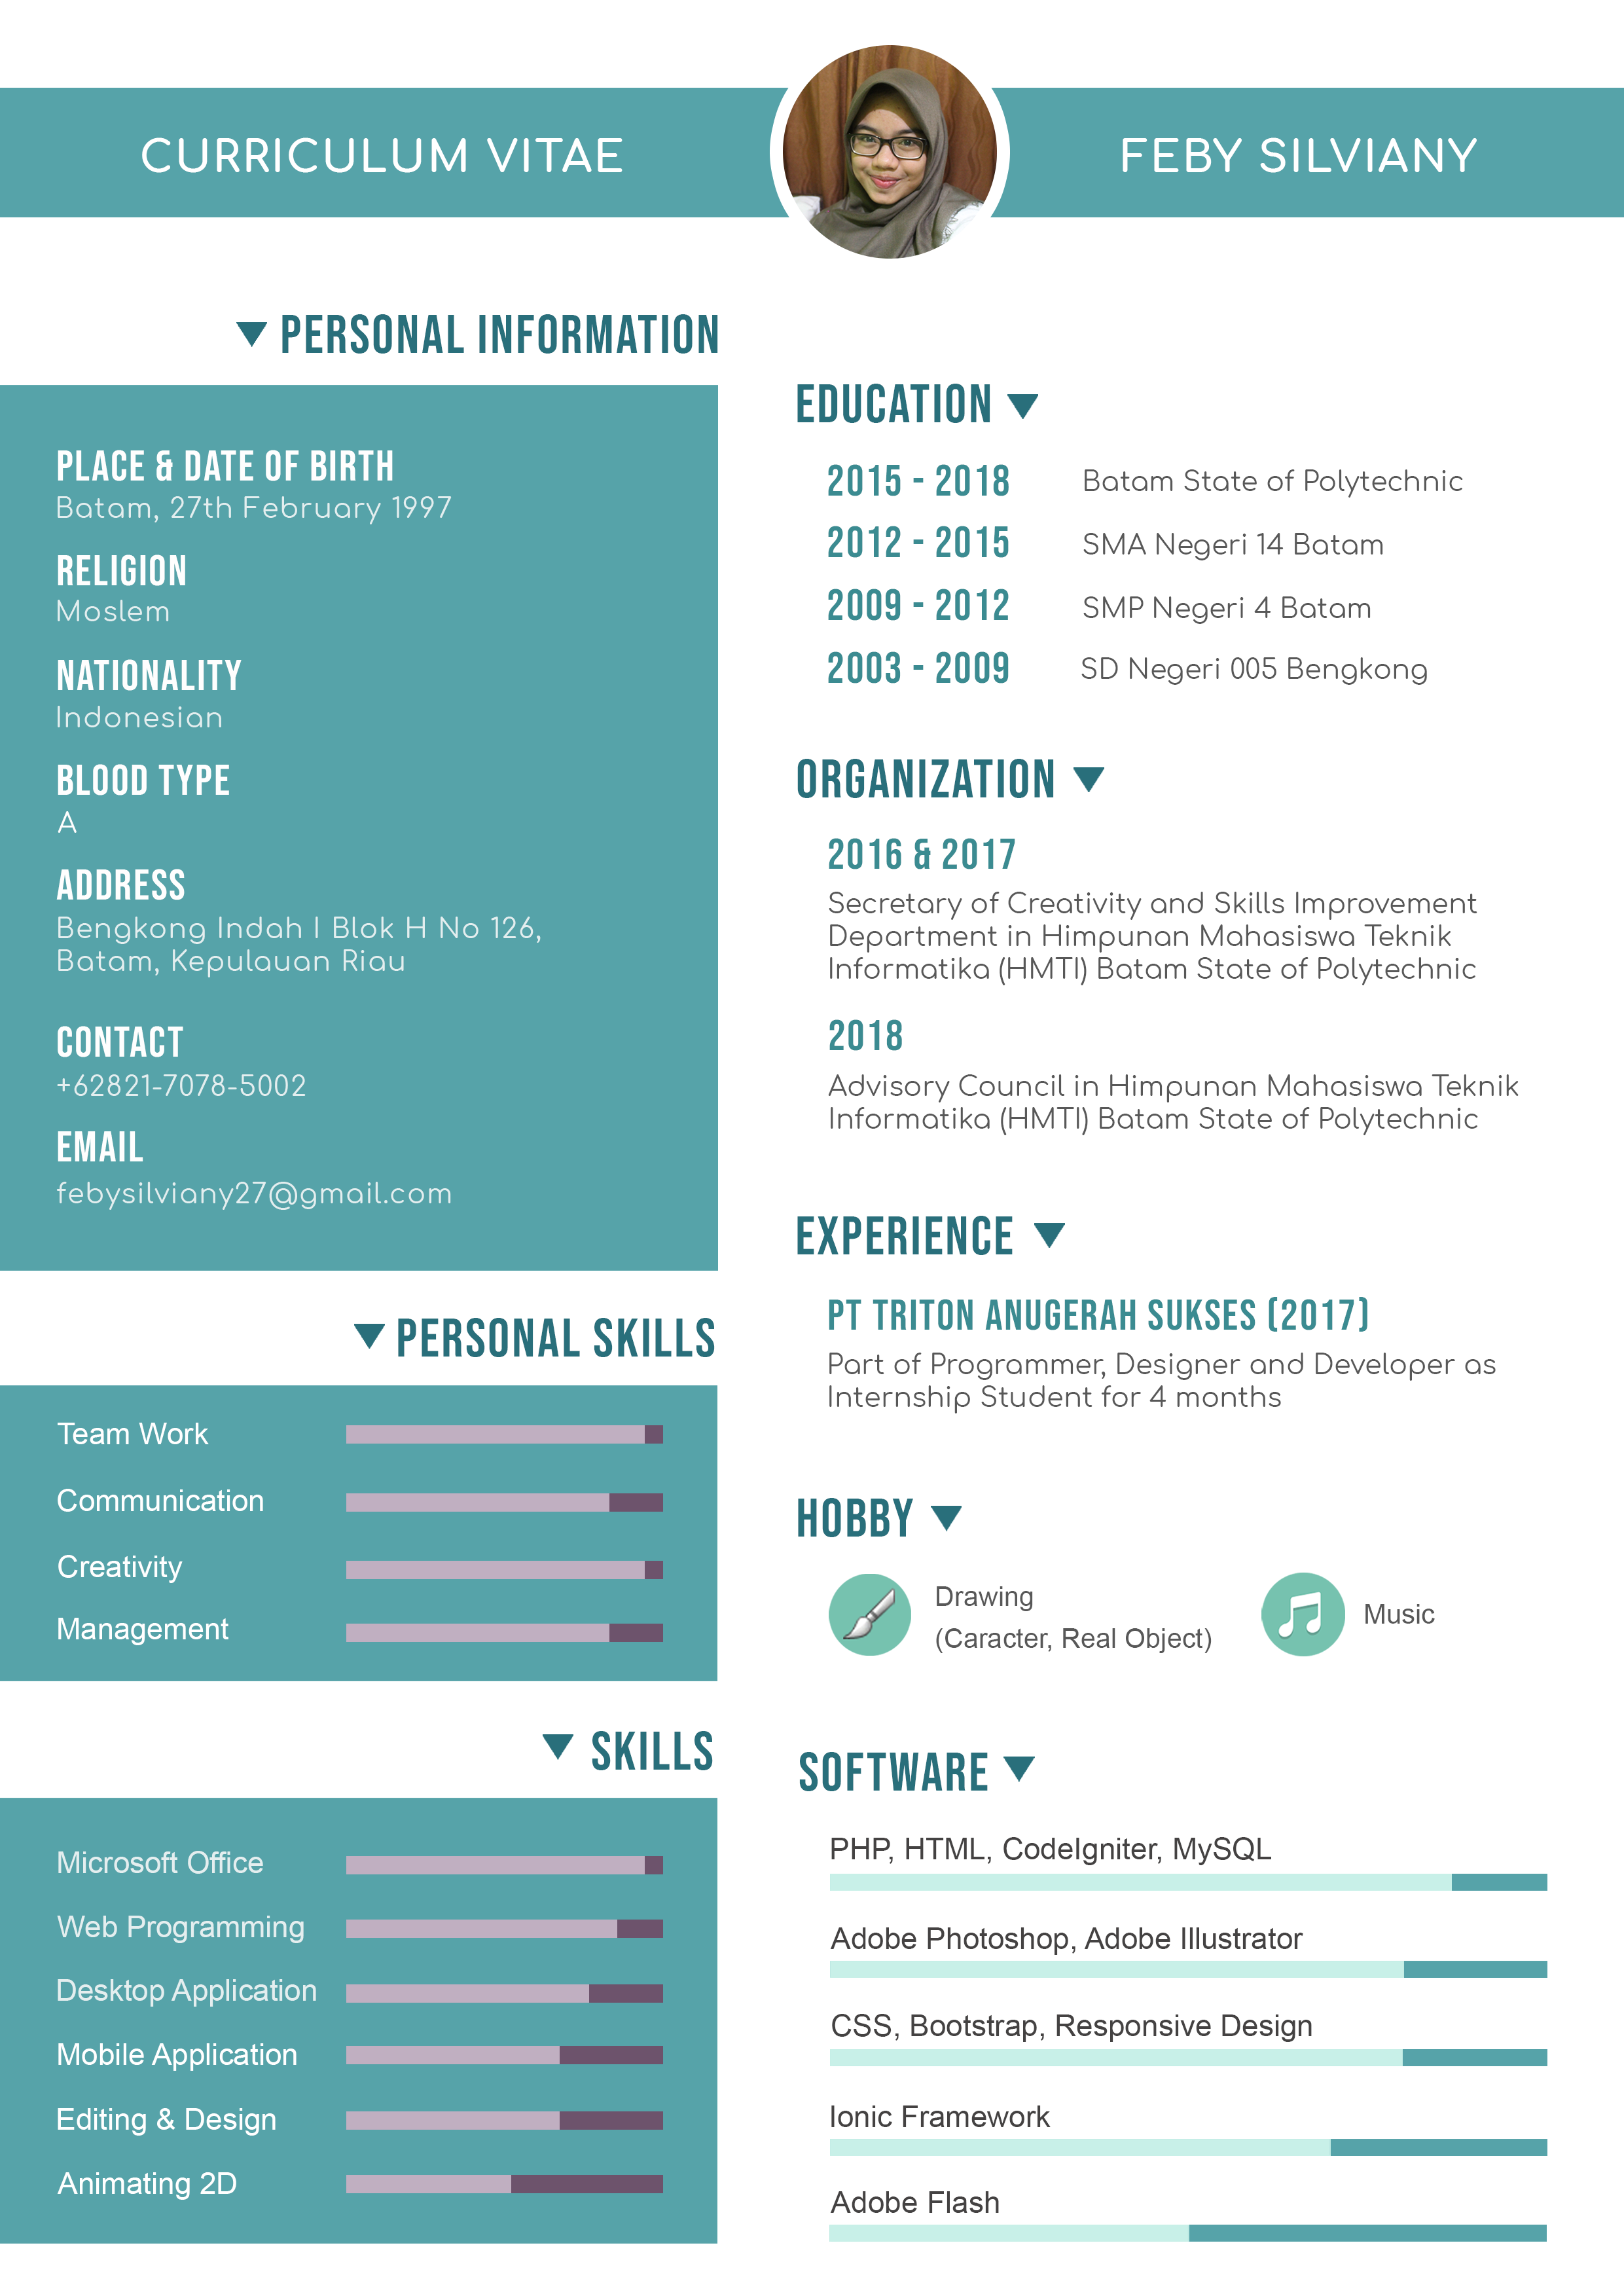 CURRICULUM VITAE
FEBY SILVIANY
PERSONAL INFORMATION
PLACE & DATE OF BIRTH
Batam, 27th February 1997
RELIGION
Moslem
NATIONALITY
Indonesian
BLOOD TYPE
A
ADDRESS
Bengkong Indah I Blok H No 126,
Batam, Kepulauan Riau
CONTACT
+62821-7078-5002
EMAIL
febysilviany27@gmail.com
PERSONAL SKILLS
Team Work
Communication
Creativity
Management
SKILLS
Microsoft Office
Web Programming
Desktop Application
Mobile Application
Editing & Design
Animating 2D
EDUCATION
2015 - 2018 Batam State of Polytechnic
2012 - 2015 SMA Negeri 14 Batam
2009 - 2012 SMP Negeri 4 Batam
2003 - 2009 SD Negeri 005 Bengkong
ORGANIZATION
2016 & 2017
Secretary of Creativity and Skills Improvement
Department in Himpunan Mahasiswa Teknik
Informatika (HMTI) Batam State of Polytechnic
2018
Advisory Council in Himpunan Mahasiswa Teknik
Informatika (HMTI) Batam State of Polytechnic
EXPERIENCE
PT TRITON ANUGERAH SUKSES (2017)
Part of Programmer, Designer and Developer as
Internship Student for 4 months
HOBBY
Drawing
(Caracter, Real Object)
Music
SOFTWARE
PHP, HTML, CodeIgniter, MySQL
Adobe Photoshop, Adobe Illustrator
CSS, Bootstrap, Responsive Design
Ionic Framework
Adobe Flash